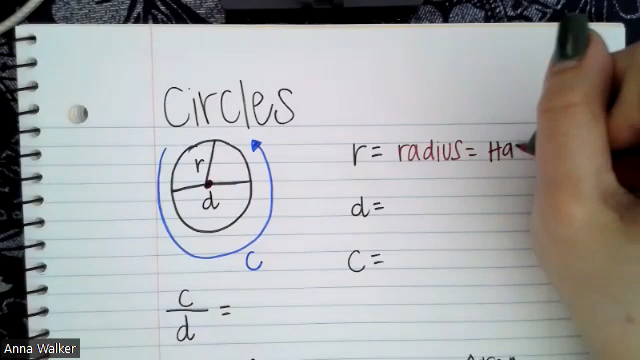 Circles
r
d
C
r = radius = Ha
d =
C =
C
d
=
Anna Walker